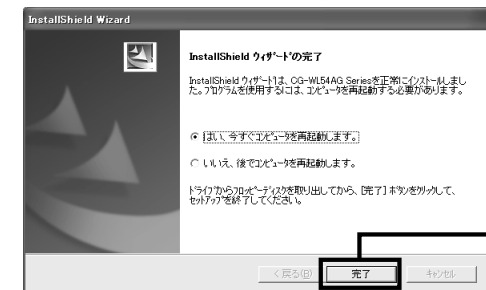 InstallShield Wizard
InstallShield ウィザードの完了
InstallShield ウィザードは、CG-WL54AG Seriesを正常にインストールしまし
た。プログラムを使用するには、コンピュータを再起動する必要があります。
はい、今すぐコンピュータを再起動します。
いいえ、後でコンピュータを再起動します。
ドライブからフロッピーディスクを取り出してから、[完了] ボタンをクリックして、
セットアップを終了してください。
< 戻る(B)
完了
キャンセル